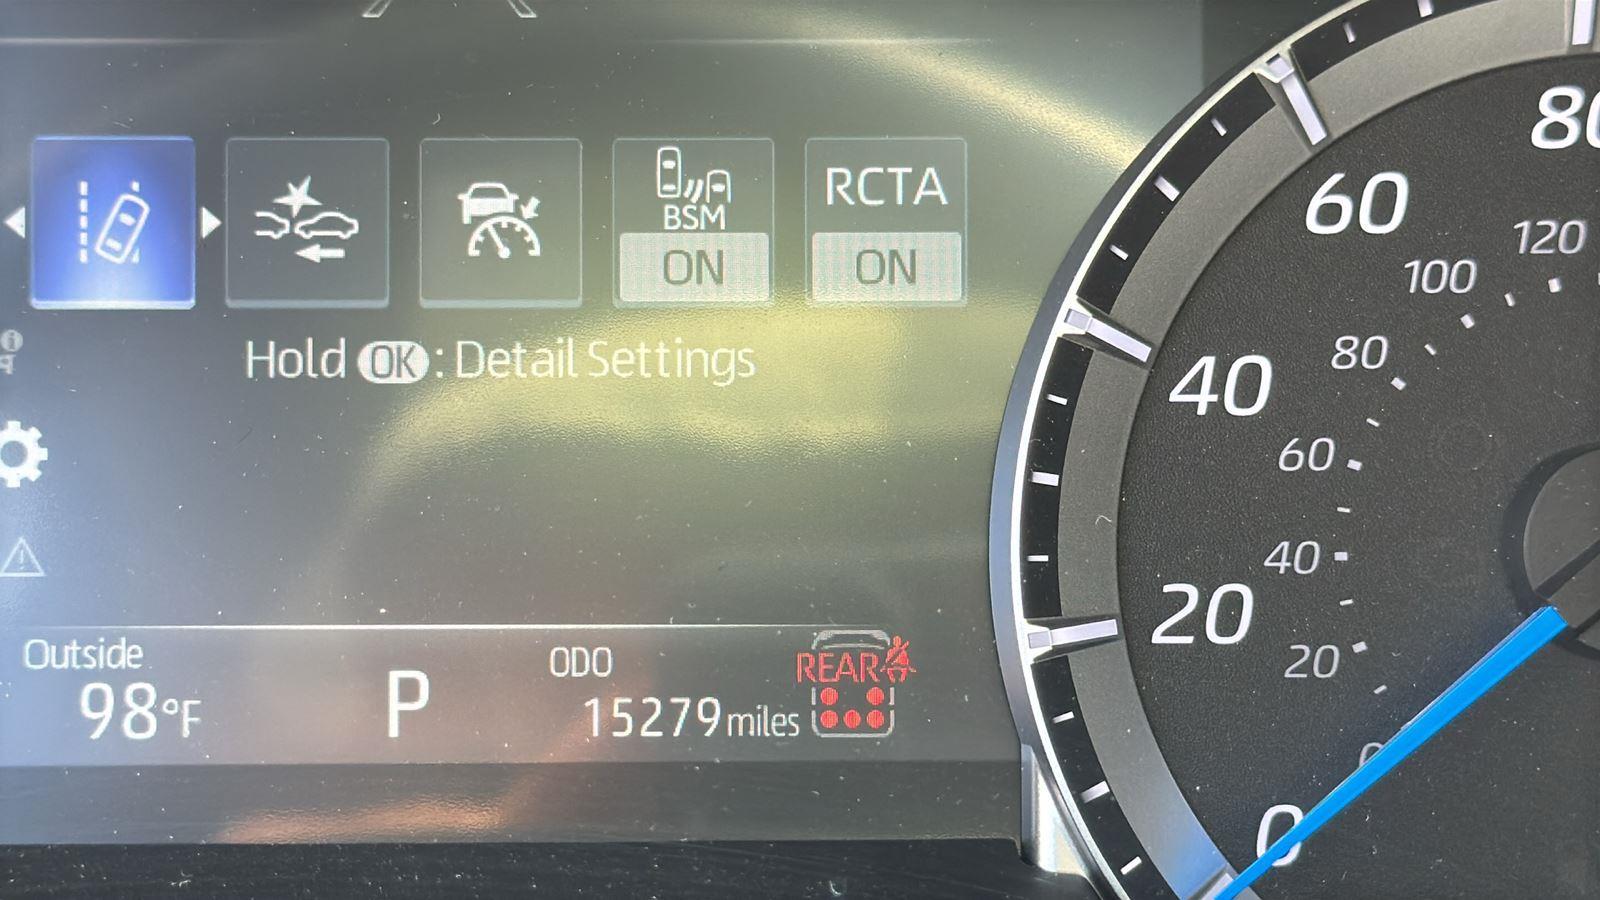 BSM
ON
RCTA
ON
Hold OK : Detail Settings
Outside
98°F
P
ODO
15279 miles
REAR
80
60
40
20
0
120
100
80
60
40
20
0